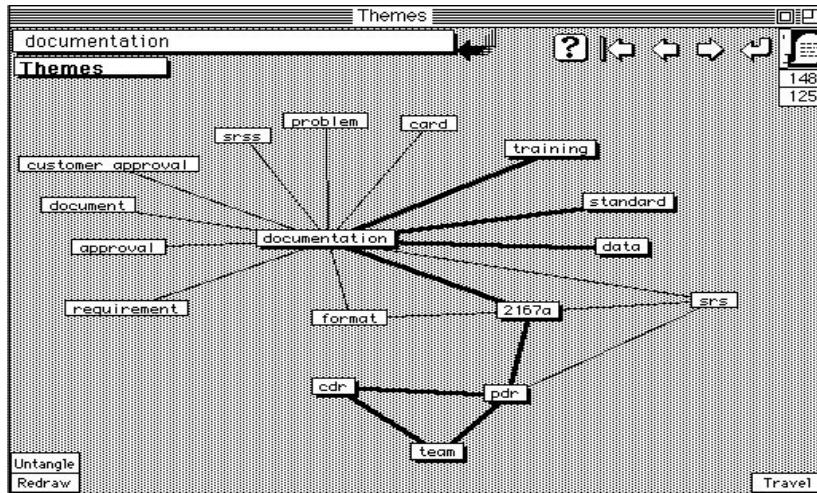 Themes
documentation
?
Themes
148
125
problem
card
srss
training
customer approval
standard
document
documentation
approval
data
requirement
format
2167a
srs
cdr
pdr
team
Untangle
Redraw
Travel